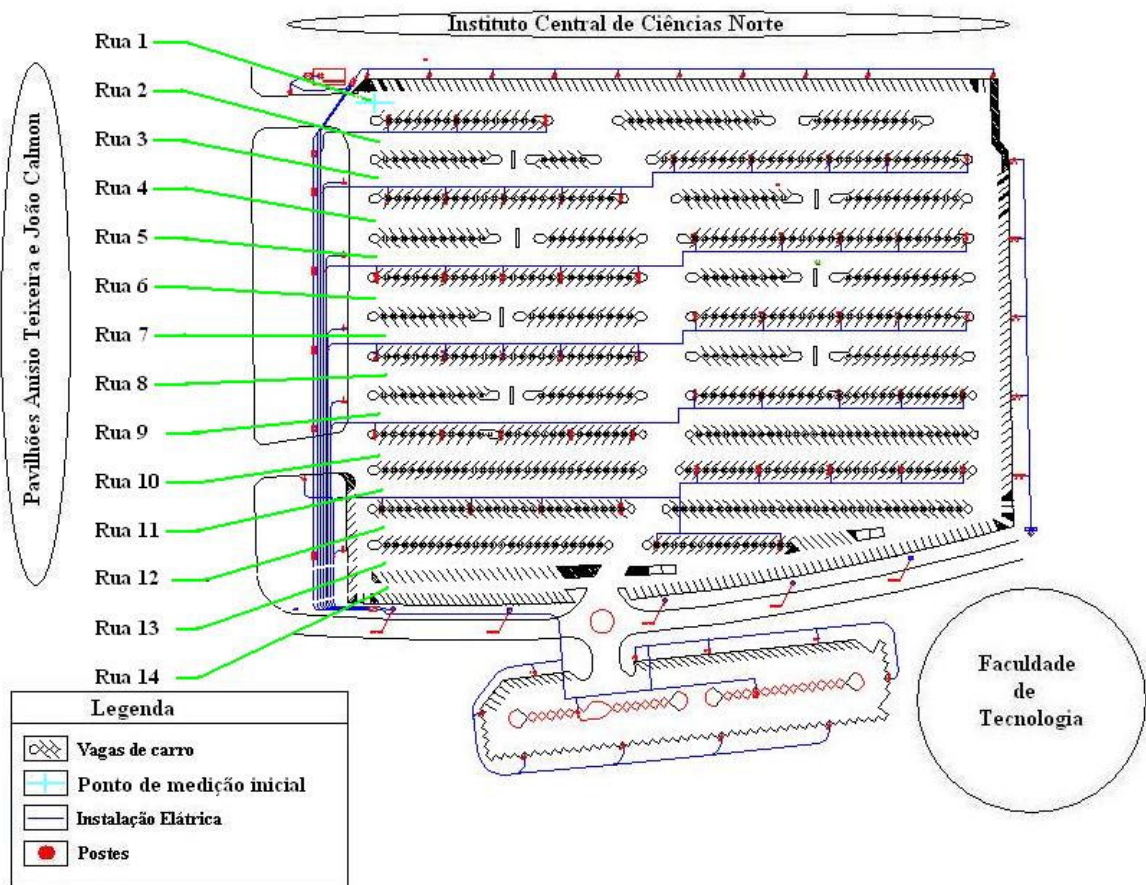 Instituto Central de Ciências Norte
Pavilhões Anísio Teixeira e João Calmon
Rua 1
Rua 2
Rua 3
Rua 4
Rua 5
Rua 6
Rua 7
Rua 8
Rua 9
Rua 10
Rua 11
Rua 12
Rua 13
Rua 14
Faculdade
de
Tecnologia
Legenda
Vagas de carro
Ponto de medição inicial
Instalação Elátrica
Postes